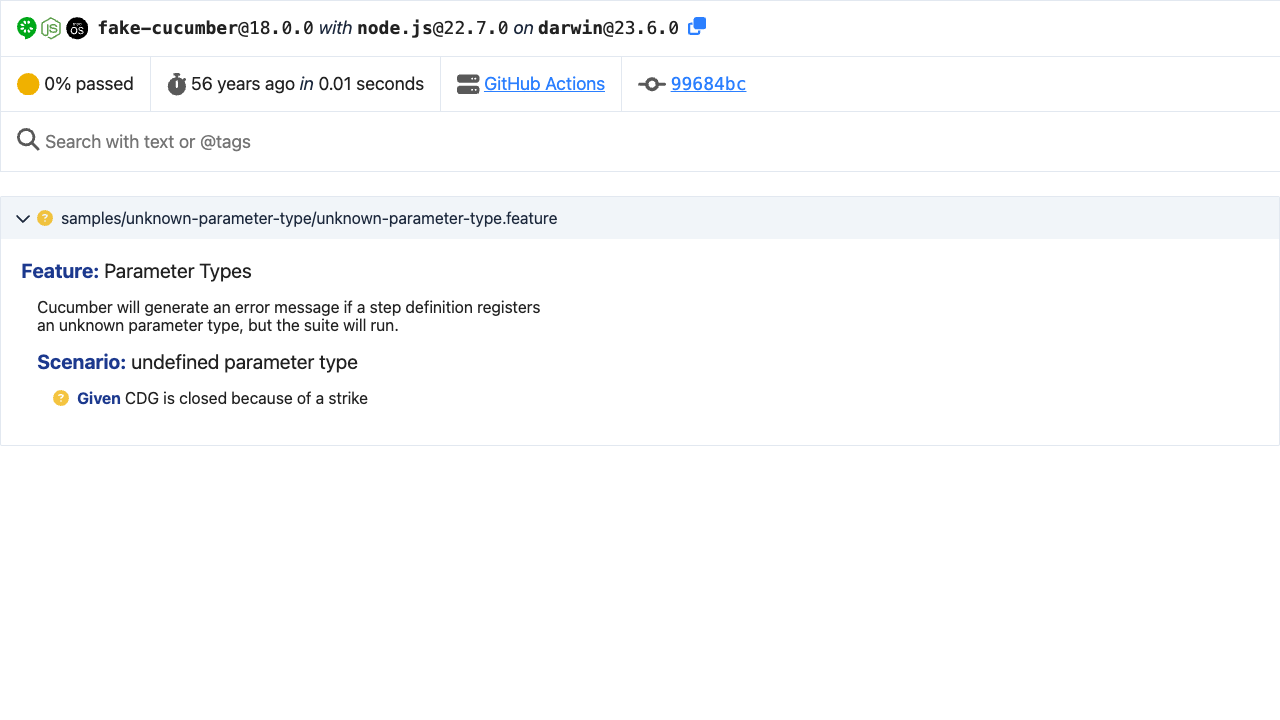 fake-cucumber@18.0.0 with node.js@22.7.0 on darwin@23.6.0
0% passed 56 years ago in 0.01 seconds GitHub Actions 99684bc
Search with text or @tags
samples/unknown-parameter-type/unknown-parameter-type.feature
Feature: Parameter Types
Cucumber will generate an error message if a step definition registers
an unknown parameter type, but the suite will run.
Scenario: undefined parameter type
? Given CDG is closed because of a strike